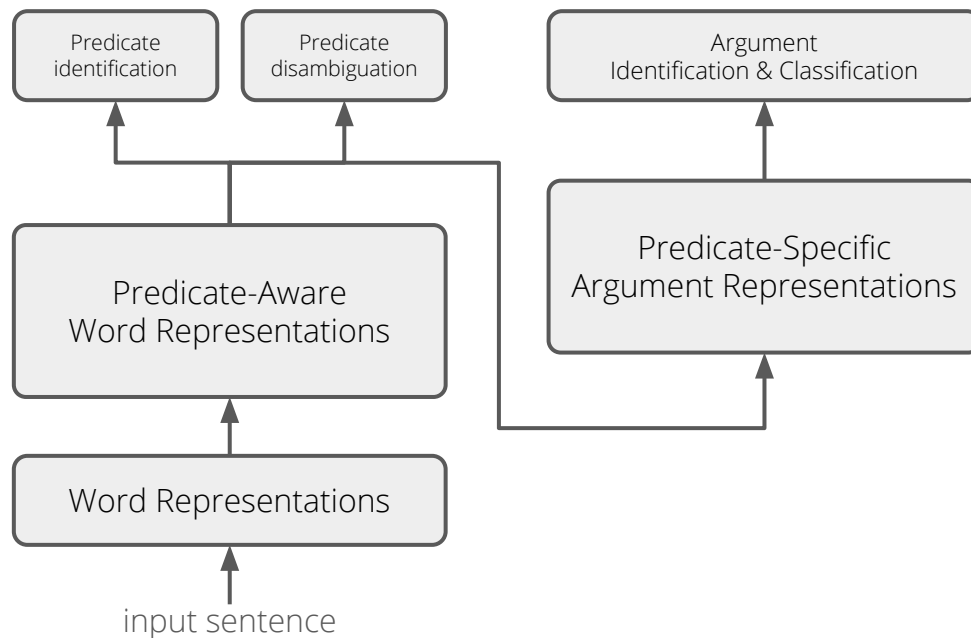 Predicate
identification
Predicate
disambiguation
Argument
Identification & Classification
Predicate-Aware
Word Representations
Predicate-Specific
Argument Representations
Word Representations
input sentence